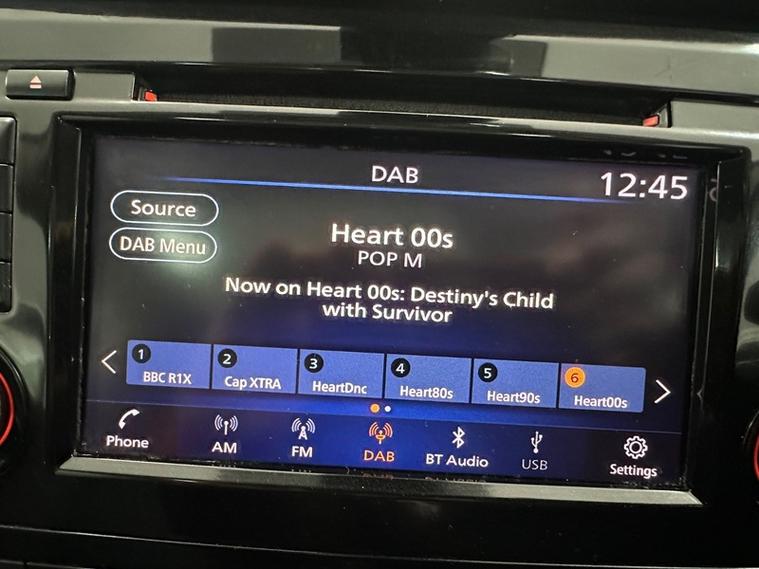 DAB
12:45
Source
DAB Menu
Heart 00s
POP M
Now on Heart 00s: Destiny's Child
with Survivor
1
BBC R1X
2
Cap XTRA
3
HeartDnc
4
Heart80s
5
Heart90s
6
Heart00s
Phone
AM
FM
DAB
BT Audio
USB
Settings